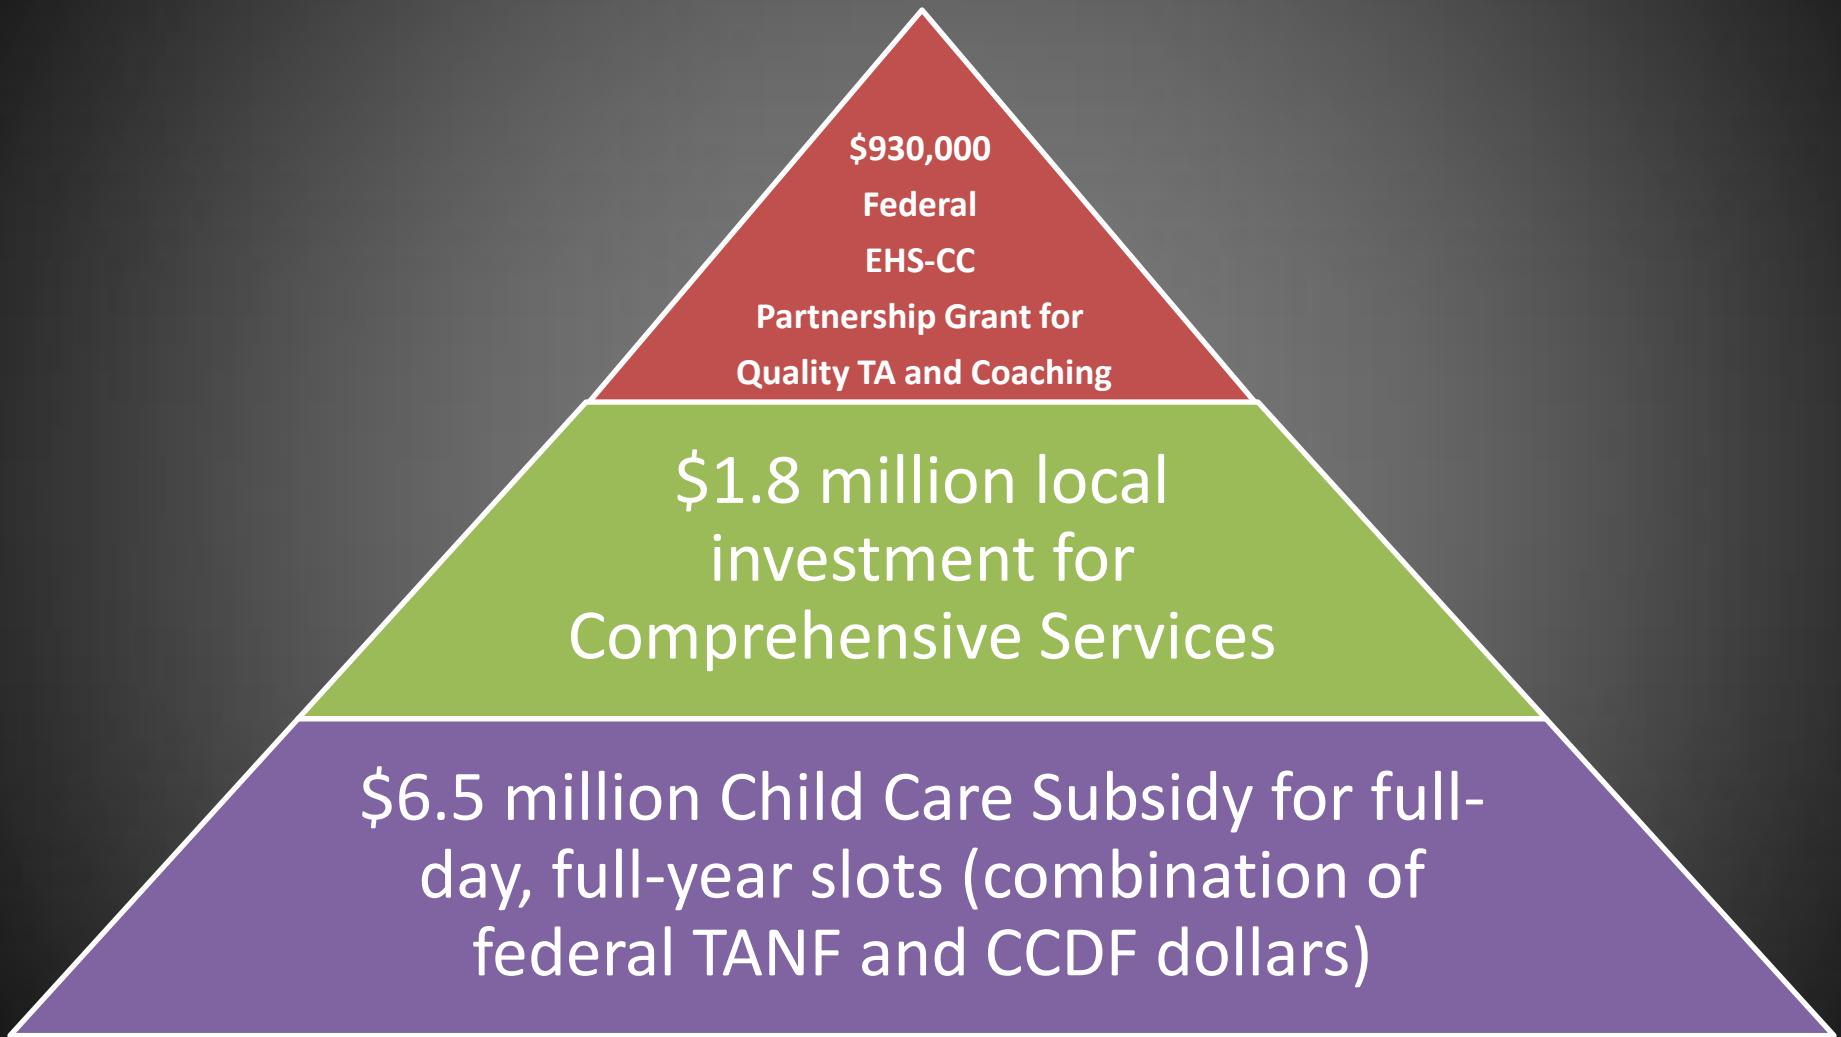 $930,000
Federal
EHS-CC
Partnership Grant for
Quality TA and Coaching
$1.8 million local
investment for
Comprehensive Services
$6.5 million Child Care Subsidy for full-
day, full-year slots (combination of
federal TANF and CCDF dollars)